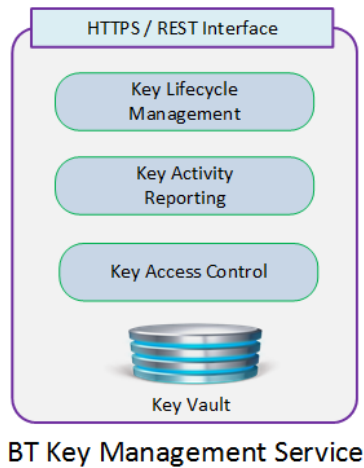 HTTPS / REST Interface
Key Lifecycle
Management
Key Activity
Reporting
Key Access Control
Key Vault
BT Key Management Service